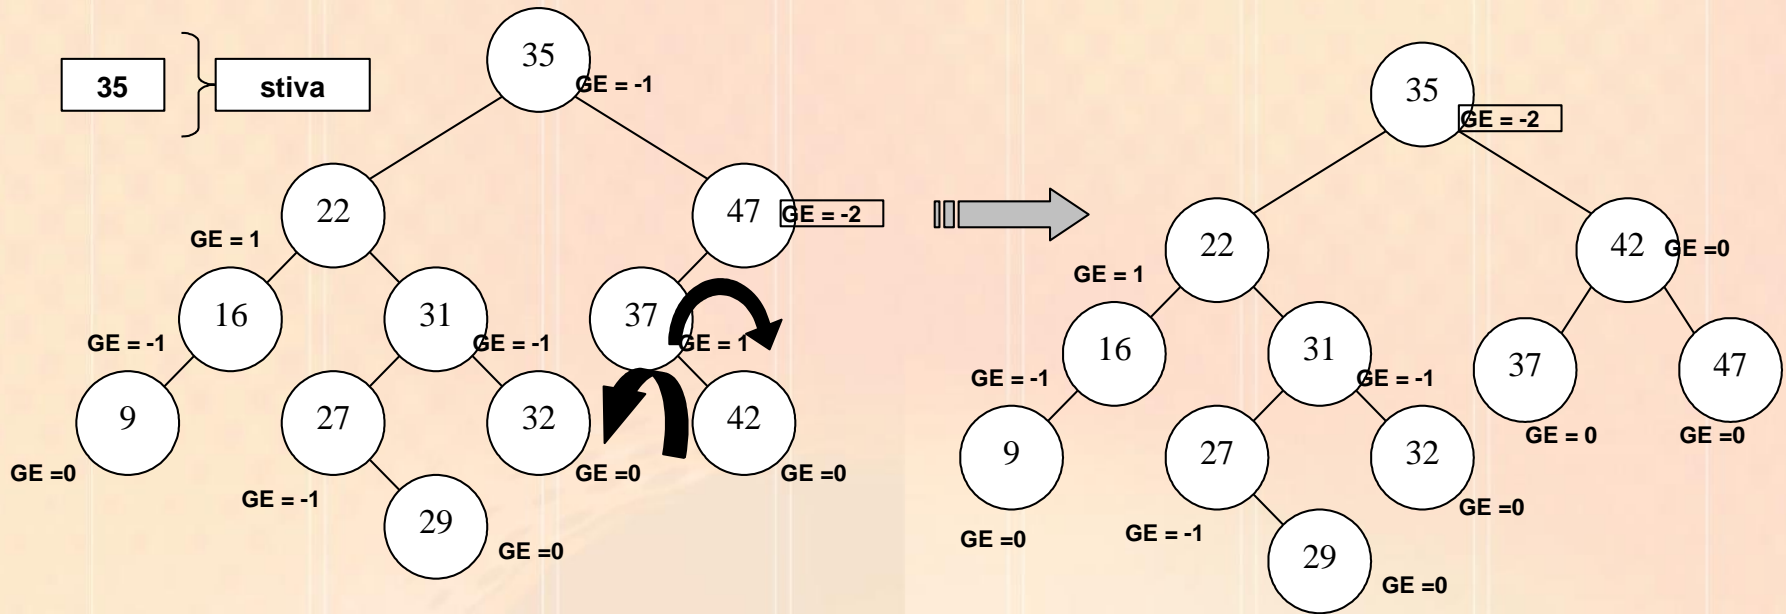 35
stiva
35
GE = -1
22
GE = 1
47
GE = -2
16
GE = -1
31
GE = -1
37
GE = 1
9
GE =0
27
GE = -1
32
GE =0
42
GE =0
29
GE =0
35
GE = -2
22
GE = 1
42
GE =0
16
GE = -1
31
GE = -1
37
GE = 0
47
GE =0
9
GE =0
27
GE = -1
32
GE =0
29
GE =0